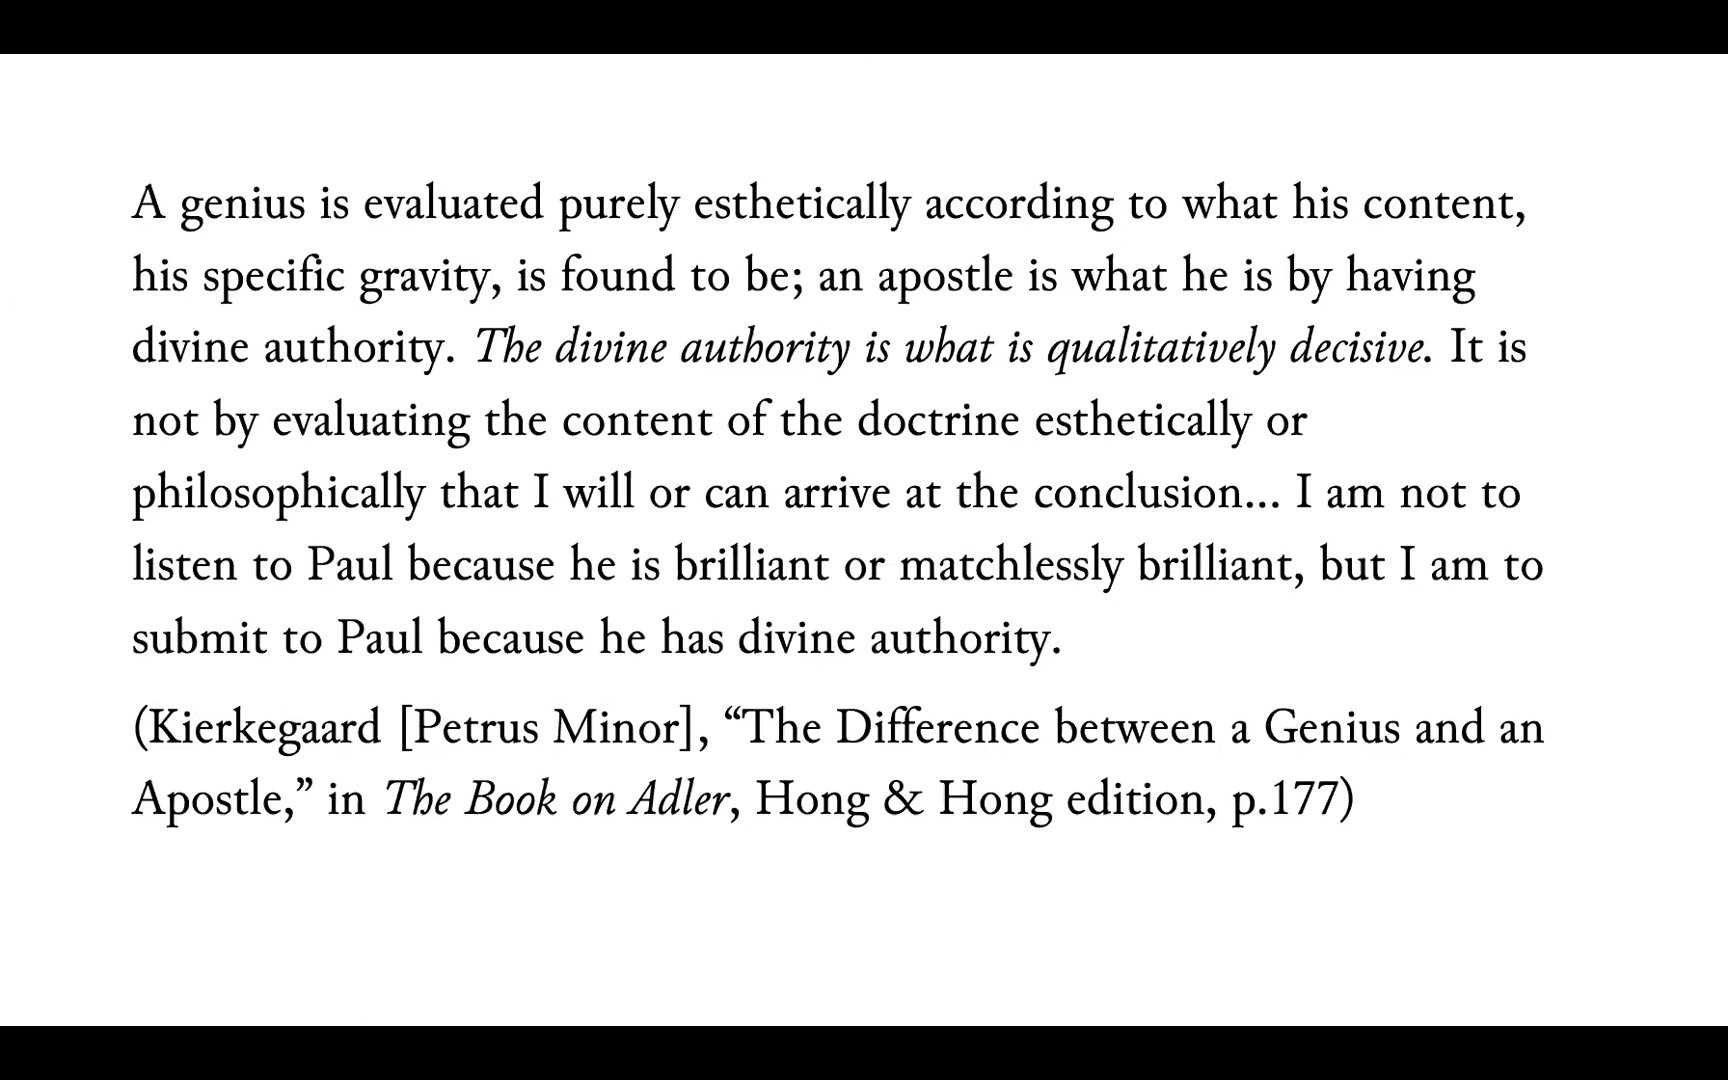 A genius is evaluated purely esthetically according to what his content,
his specific gravity, is found to be; an apostle is what he is by having
divine authority. The divine authority is what is qualitatively decisive. It is
not by evaluating the content of the doctrine esthetically or
philosophically that I will or can arrive at the conclusion... I am not to
listen to Paul because he is brilliant or matchlessly brilliant, but I am to
submit to Paul because he has divine authority.
(Kierkegaard [Petrus Minor], “The Difference between a Genius and an
Apostle,” in The Book on Adler, Hong & Hong edition, p.177)